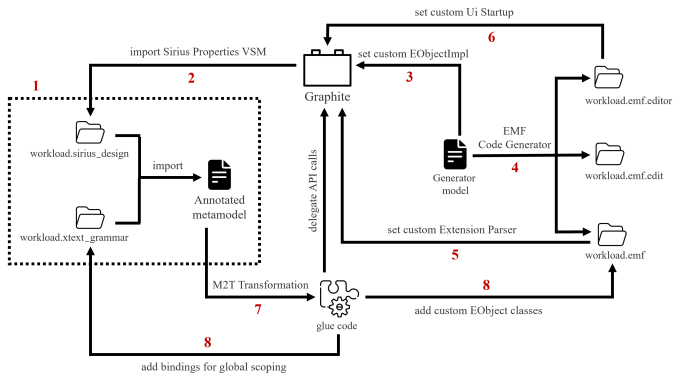 set custom Ui Startup
6
import Sirius Properties VSM
2
set custom EObjectImpl
3
1
Graphite
workload.emf.editor
workload.sirius_design
import
EMF
Code Generator
4
workload.emf.edit
Generator
model
Annotated
metamodel
delegate API calls
workload.xtext_grammar
set custom Extension Parser
5
workload.emf
M2T Transformation
7
8
add custom EObject classes
glue code
8
add bindings for global scoping